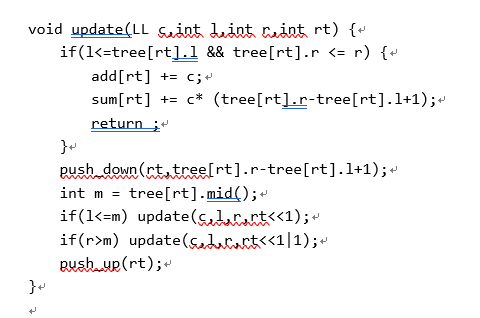 void update(LL c,int l,int r,int rt) {
if(l<=tree[rt].l && tree[rt].r <= r) {
add[rt] += c;
sum[rt] += c* (tree[rt].r-tree[rt].l+1);
return ;
}
push_down(rt,tree[rt].r-tree[rt].l+1);
int m = tree[rt].mid();
if(l<=m) update(c,l,r,rt<<1);
if(r>m) update(c,l,r,rt<<1|1);
push_up(rt);
}